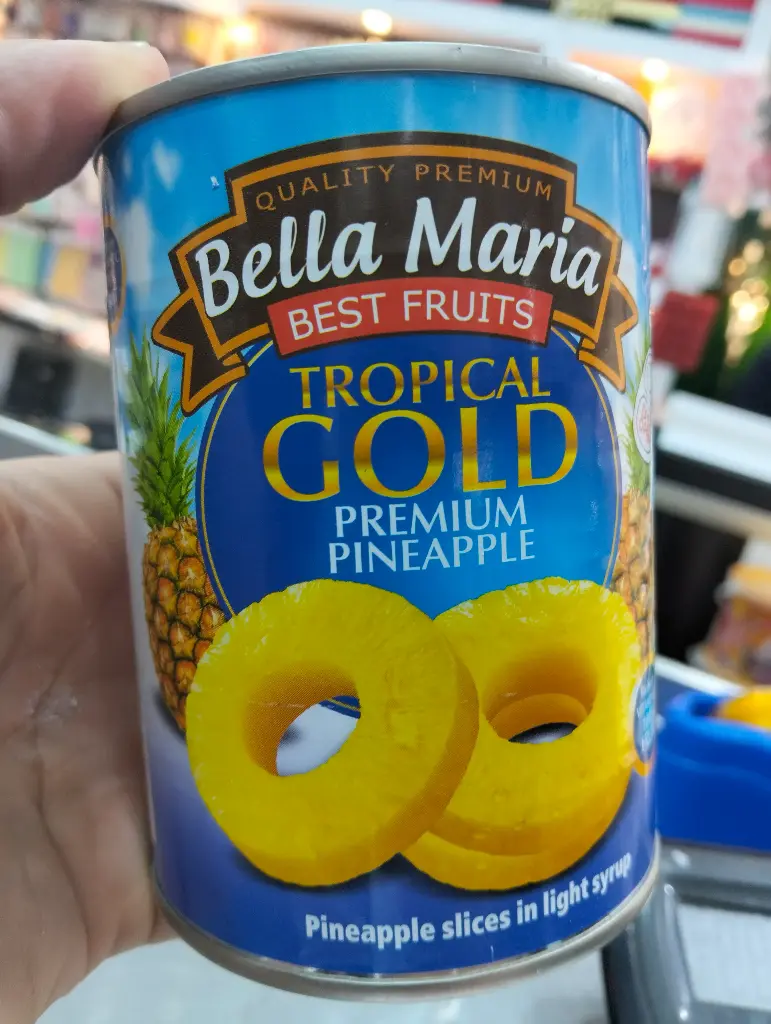 QUALITY PREMIUM
Bella Maria
BEST FRUITS
TROPICAL
GOLD
PREMIUM
PINEAPPLE
Pineapple slices in light syrup